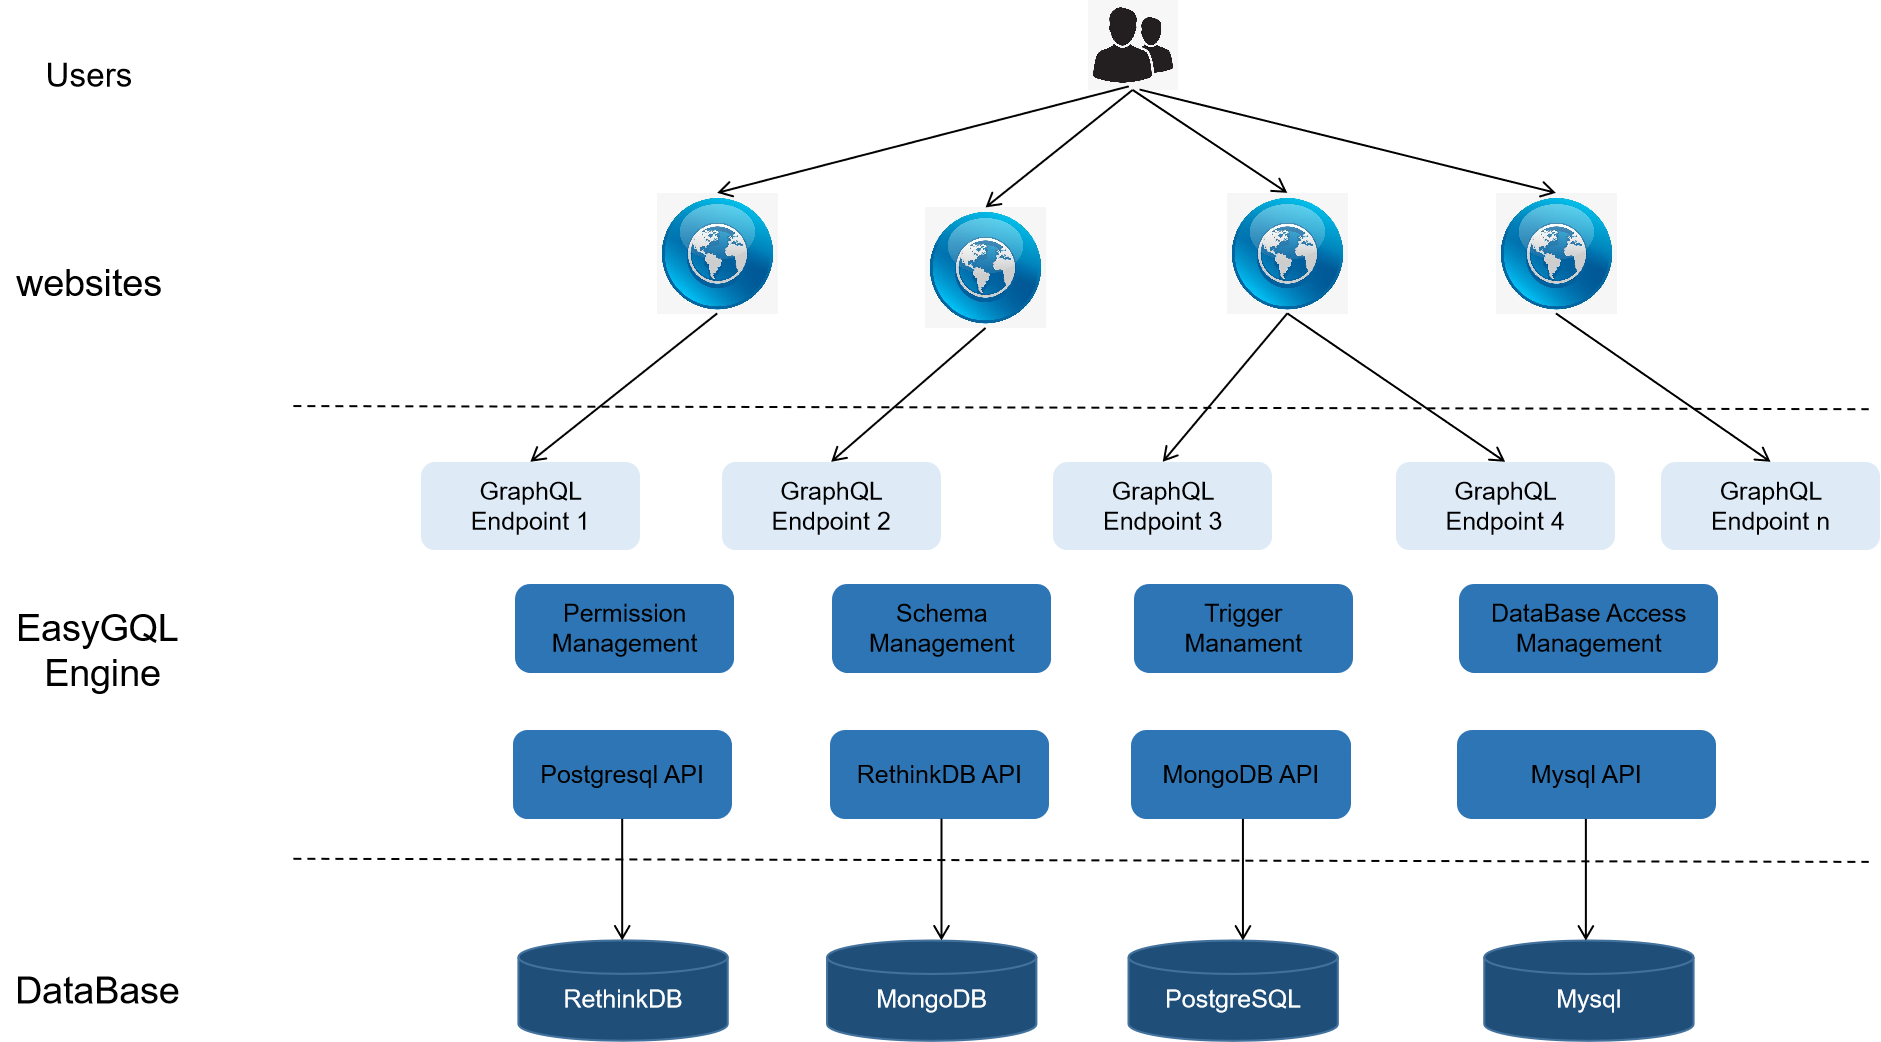 Users
websites
GraphQL
Endpoint 1
GraphQL
Endpoint 2
GraphQL
Endpoint 3
GraphQL
Endpoint 4
GraphQL
Endpoint n
EasyGQL
Engine
Permission
Management
Schema
Management
Trigger
Manament
DataBase Access
Management
Postgresql API
RethinkDB API
MongoDB API
Mysql API
DataBase
RethinkDB
MongoDB
PostgreSQL
Mysql